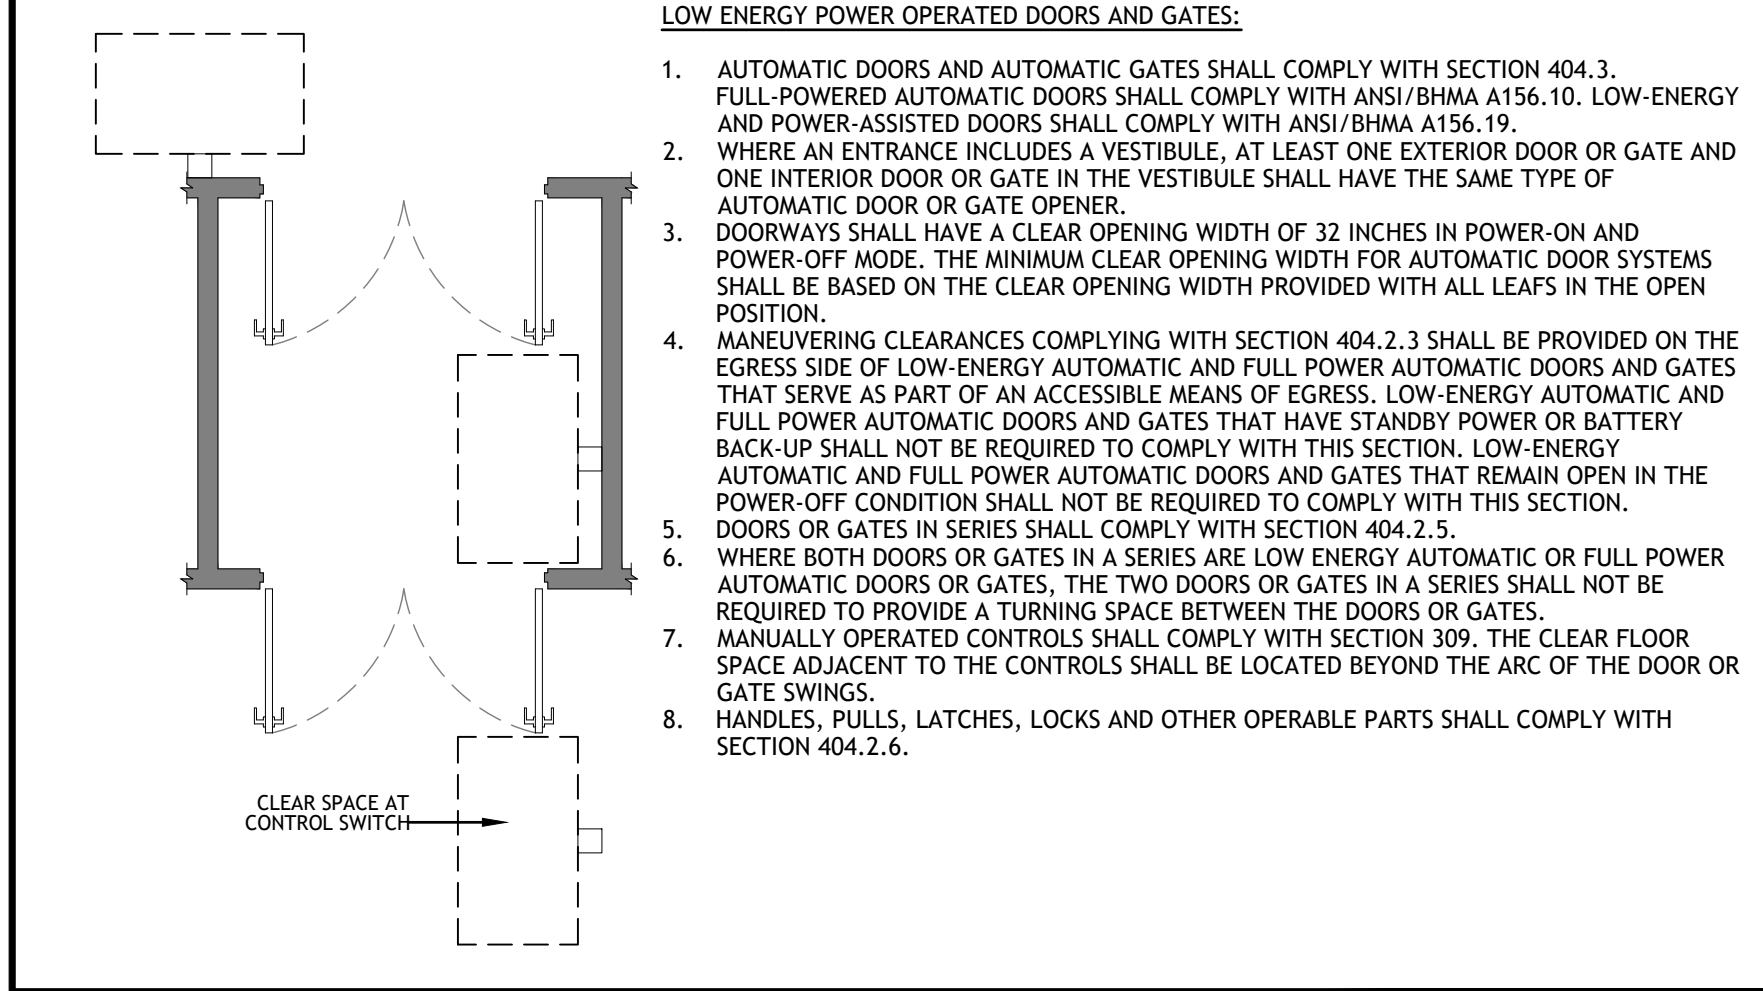 LOW ENERGY POWER OPERATED DOORS AND GATES:
1. AUTOMATIC DOORS AND AUTOMATIC GATES SHALL COMPLY WITH SECTION 404.3.
FULL-POWERED AUTOMATIC DOORS SHALL COMPLY WITH ANSI/BHMA A156.10. LOW-ENERGY
AND POWER-ASSISTED DOORS SHALL COMPLY WITH ANSI/BHMA A156.19.
2. WHERE AN ENTRANCE INCLUDES A VESTIBULE, AT LEAST ONE EXTERIOR DOOR OR GATE AND
ONE INTERIOR DOOR OR GATE IN THE VESTIBULE SHALL HAVE THE SAME TYPE OF
AUTOMATIC DOOR OR GATE OPENER.
3. DOORWAYS SHALL HAVE A CLEAR OPENING WIDTH OF 32 INCHES IN POWER-ON AND
POWER-OFF MODE. THE MINIMUM CLEAR OPENING WIDTH FOR AUTOMATIC DOOR SYSTEMS
SHALL BE BASED ON THE CLEAR OPENING WIDTH PROVIDED WITH ALL LEAFS IN THE OPEN
POSITION.
4. MANEUVERING CLEARANCES COMPLYING WITH SECTION 404.2.3 SHALL BE PROVIDED ON THE
EGRESS SIDE OF LOW-ENERGY AUTOMATIC AND FULL POWER AUTOMATIC DOORS AND GATES
THAT SERVE AS PART OF AN ACCESSIBLE MEANS OF EGRESS. LOW-ENERGY AUTOMATIC AND
FULL POWER AUTOMATIC DOORS AND GATES THAT HAVE STANDBY POWER OR BATTERY
BACK-UP SHALL NOT BE REQUIRED TO COMPLY WITH THIS SECTION. LOW-ENERGY
AUTOMATIC AND FULL POWER AUTOMATIC DOORS AND GATES THAT REMAIN OPEN IN THE
POWER-OFF CONDITION SHALL NOT BE REQUIRED TO COMPLY WITH THIS SECTION.
5. DOORS OR GATES IN SERIES SHALL COMPLY WITH SECTION 404.2.5.
6. WHERE BOTH DOORS OR GATES IN A SERIES ARE LOW ENERGY AUTOMATIC OR FULL POWER
AUTOMATIC DOORS OR GATES, THE TWO DOORS OR GATES IN A SERIES SHALL NOT BE
REQUIRED TO PROVIDE A TURNING SPACE BETWEEN THE DOORS OR GATES.
7. MANUALLY OPERATED CONTROLS SHALL COMPLY WITH SECTION 309. THE CLEAR FLOOR
SPACE ADJACENT TO THE CONTROLS SHALL BE LOCATED BEYOND THE ARC OF THE DOOR OR
GATE SWINGS.
8. HANDLES, PULLS, LATCHES, LOCKS AND OTHER OPERABLE PARTS SHALL COMPLY WITH
SECTION 404.2.6.
CLEAR SPACE AT
CONTROL SWITCH